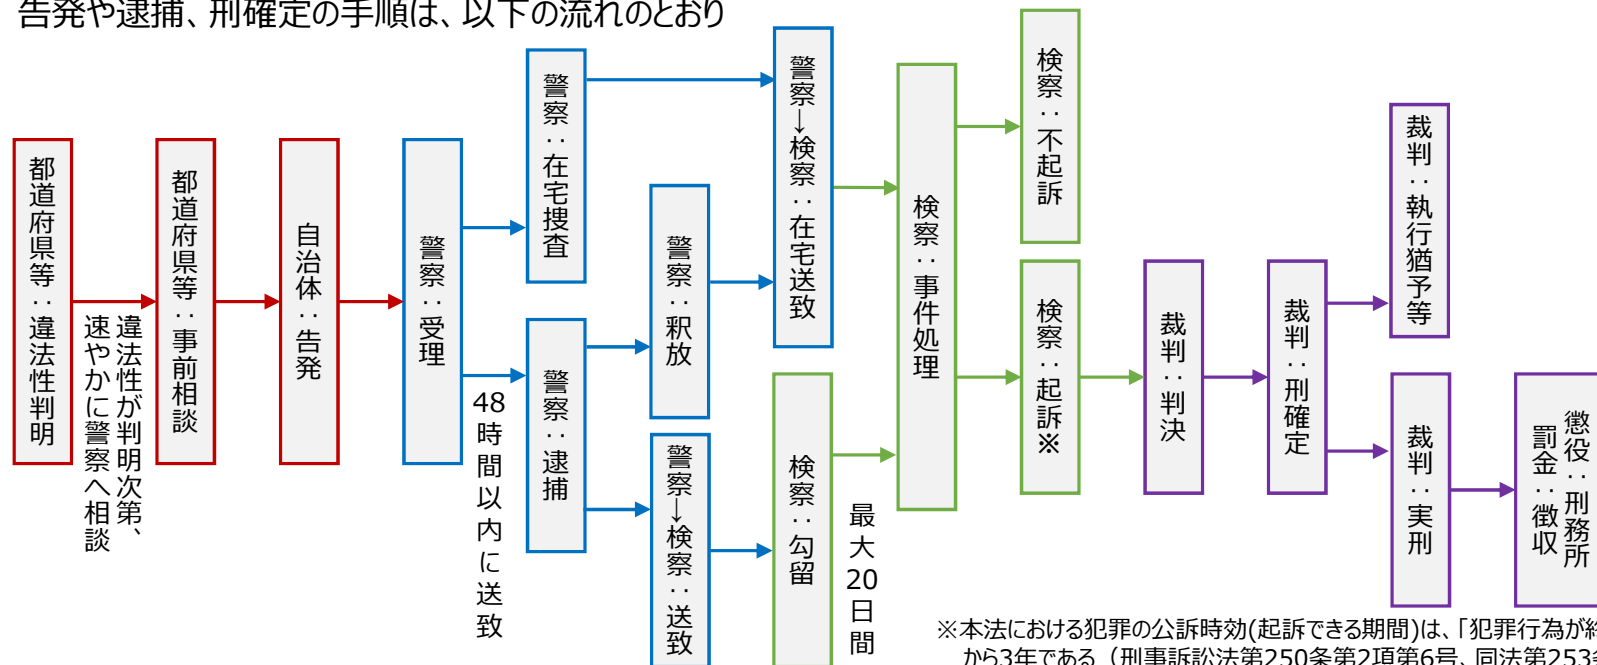 告発や逮捕、刑確定の手順は、以下の流れのとおり
都道府県等：違法性判明
違法性が判明次第、
速やかに警察へ相談
都道府県等：事前相談
自治体：告発
警察：受理
48時間以内に送致
警察：在宅捜査
警察：逮捕
警察：釈放
警察→検察：送致
警察→検察：在宅送致
検察：勾留
最大20日間
検察：事件処理
検察：不起訴
検察：起訴※
裁判：判決
裁判：刑確定
裁判：執行猶予等
裁判：実刑
懲役：刑務所
罰金：徴収
※本法における犯罪の公訴時効(起訴できる期間)は、「犯罪行為が終
から3年である（刑事訴訟法第250条第2項第6号、同法第253条